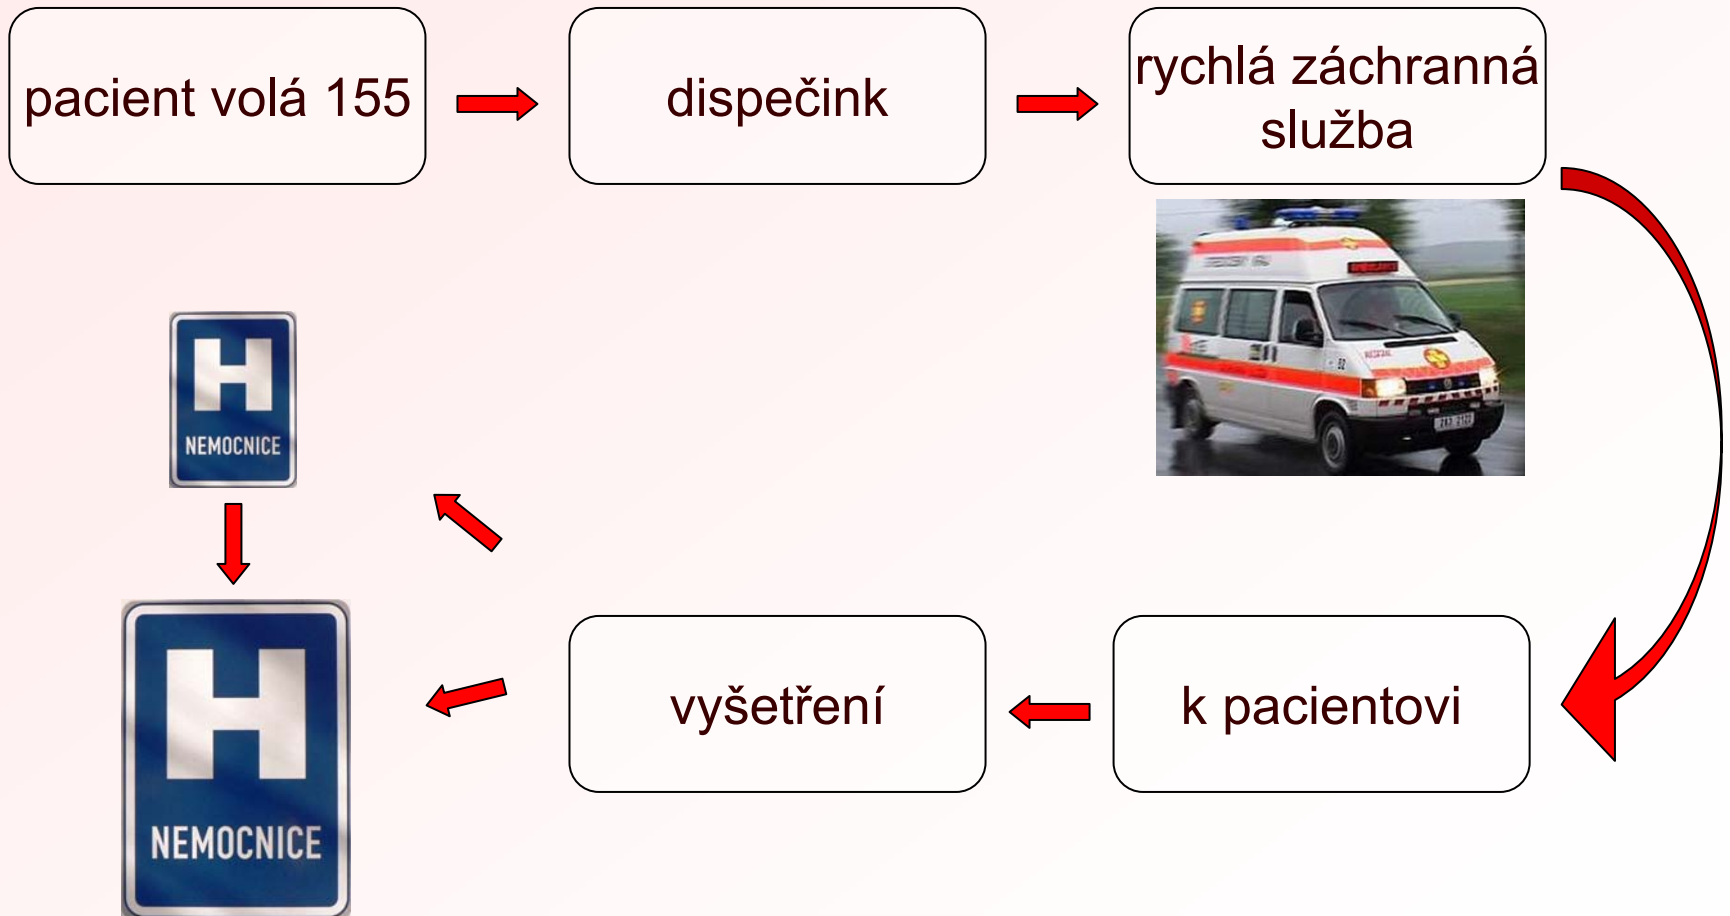 pacient volá 155
dispečink
rychlá záchranná
služba
H
NEMOCNICE
H
NEMOCNICE
vyšetření
k pacientovi